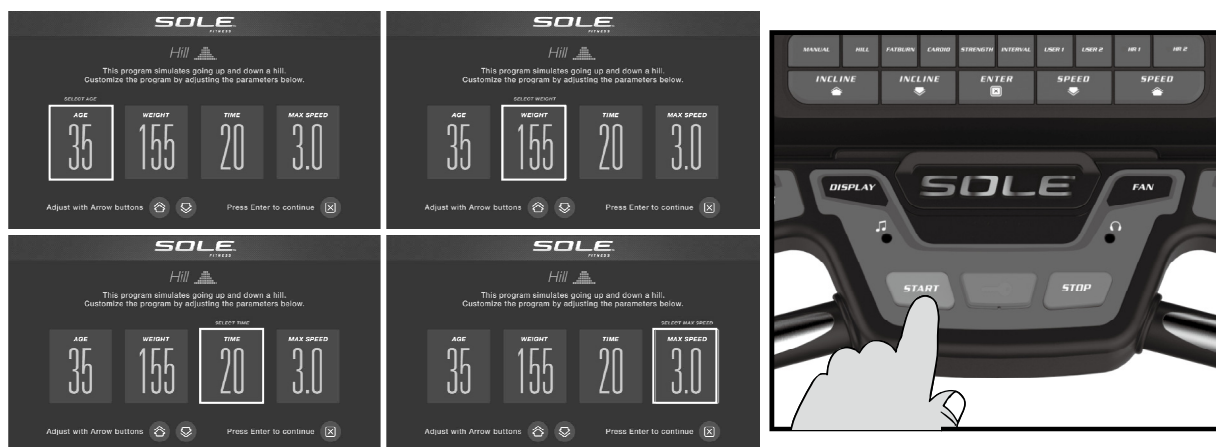 SOLE
FITNESS
Hill
This program simulates going up and down a hill.
Customize the program by adjusting the parameters below.
SELECT AGE
AGE WEIGHT TIME MAX SPEED
35 155 20 3.0
Adjust with Arrow buttons Press Enter to continue
SOLE
FITNESS
Hill
This program simulates going up and down a hill.
Customize the program by adjusting the parameters below.
SELECT WEIGHT
AGE WEIGHT TIME MAX SPEED
35 155 20 3.0
Adjust with Arrow buttons Press Enter to continue
SOLE
FITNESS
Hill
This program simulates going up and down a hill.
Customize the program by adjusting the parameters below.
SELECT TIME
AGE WEIGHT TIME MAX SPEED
35 155 20 3.0
Adjust with Arrow buttons Press Enter to continue
SOLE
FITNESS
Hill
This program simulates going up and down a hill.
Customize the program by adjusting the parameters below.
SELECT MAX SPEED
AGE WEIGHT TIME MAX SPEED
35 155 20 3.0
Adjust with Arrow buttons Press Enter to continue
MANUAL HILL FATBURN CARDIO STRENGTH INTERVAL USER 1 USER 2 HR 1 HR 2
INCLINE INCLINE ENTER SPEED SPEED
DISPLAY SOLE FAN
START STOP